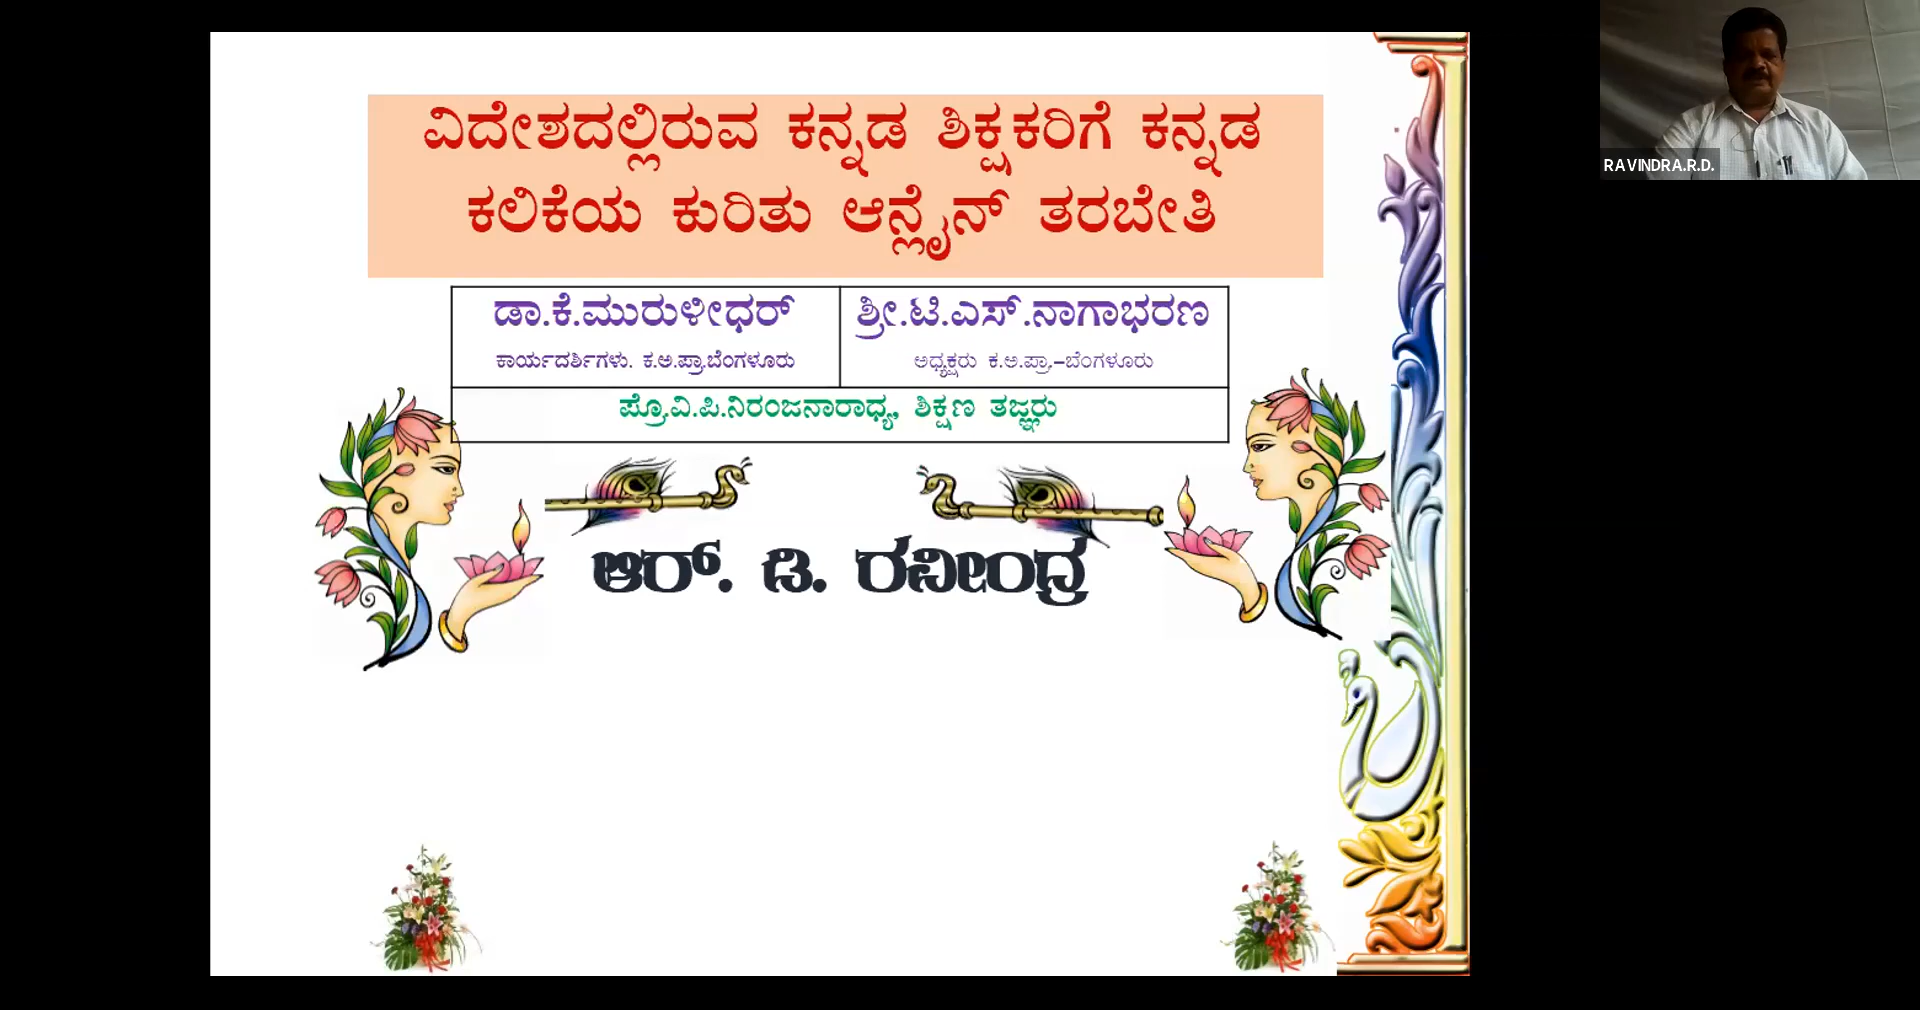 ವಿದೇಶದಲ್ಲಿರುವ ಕನ್ನಡ ಶಿಕ್ಷಕರಿಗೆ ಕನ್ನಡ
ಕಲಿಕೆಯ ಕುರಿತು ಆನ್ಲೈನ್ ತರಬೇತಿ
ಡಾ.ಕೆ.ಮುರುಳೀಧರ್
ಕಾರ್ಯದರ್ಶಿಗಳು. ಕ.ಅ.ಪ್ರಾ.ಬೆಂಗಳೂರು
ಶ್ರೀ.ಟಿ.ಎಸ್.ನಾಗಾಭರಣ
ಅಧ್ಯಕ್ಷರು ಕ.ಅ.ಪ್ರಾ.–ಬೆಂಗಳೂರು
ಪ್ರೊ.ವಿ.ಪಿ.ನಿರಂಜನಾರಾಧ್ಯ, ಶಿಕ್ಷಣ ತಜ್ಞರು
ಆರ್. ಡಿ. ರವೀಂದ್ರ
RAVINDRA.R.D.